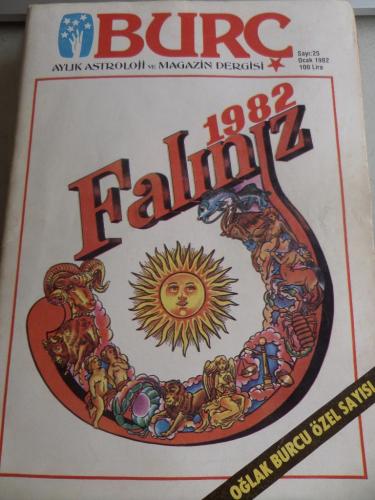 BURÇ
AYLIK ASTROLOJİ VE MAGAZİN DERGİSİ
Sayı: 25
Ocak 1982
100 Lira
1982
Falınız
OĞLAK BURCU ÖZEL SAYISI